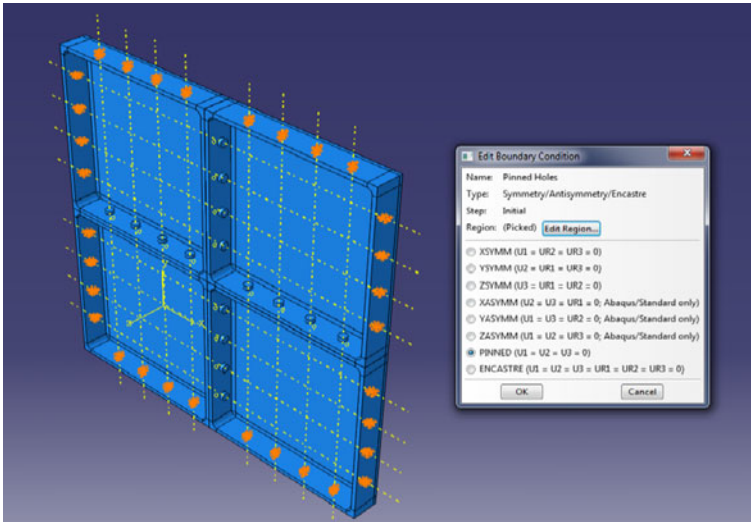 Edit Boundary Condition
Name: Pinned Holes
Type: Symmetry/Antisymmetry/Encastre
Step: Initial
Region: (Picked) Edit Region...
XSYMM (U1 = UR2 = UR3 = 0)
YSYMM (U2 = UR1 = UR3 = 0)
ZSYMM (U3 = UR1 = UR2 = 0)
XASYMM (U2 = U3 = UR1 = 0; Abaqus/Standard only)
YASYMM (U1 = U3 = UR2 = 0; Abaqus/Standard only)
ZASYMM (U1 = U2 = UR3 = 0; Abaqus/Standard only)
PINNED (U1 = U2 = U3 = 0)
ENCASTRE (U1 = U2 = U3 = UR1 = UR2 = UR3 = 0)
OK Cancel